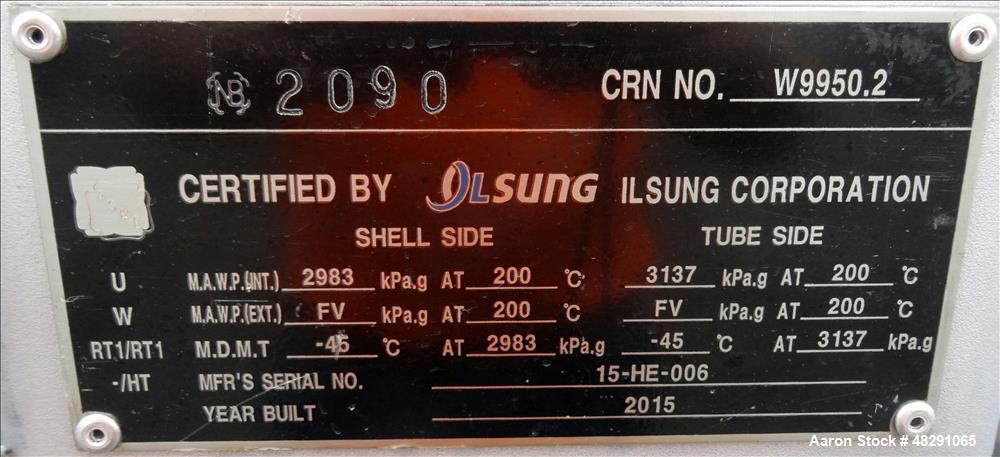 NB 2090 CRN NO. W9950.2
CERTIFIED BY ILSUNG ILSUNG CORPORATION
SHELL SIDE TUBE SIDE
U M.A.W.P.(INT.) 2983 kPa.g AT 200 ℃ 3137 kPa.g AT 200 ℃
W M.A.W.P.(EXT.) FV kPa.g AT 200 ℃ FV kPa.g AT 200 ℃
RT1/RT1 M.D.M.T -45 ℃ AT 2983 kPa.g -45 ℃ AT 3137 kPa.g
-/HT MFR'S SERIAL NO. 15-HE-006
YEAR BUILT 2015
Aaron Stock # 48291065